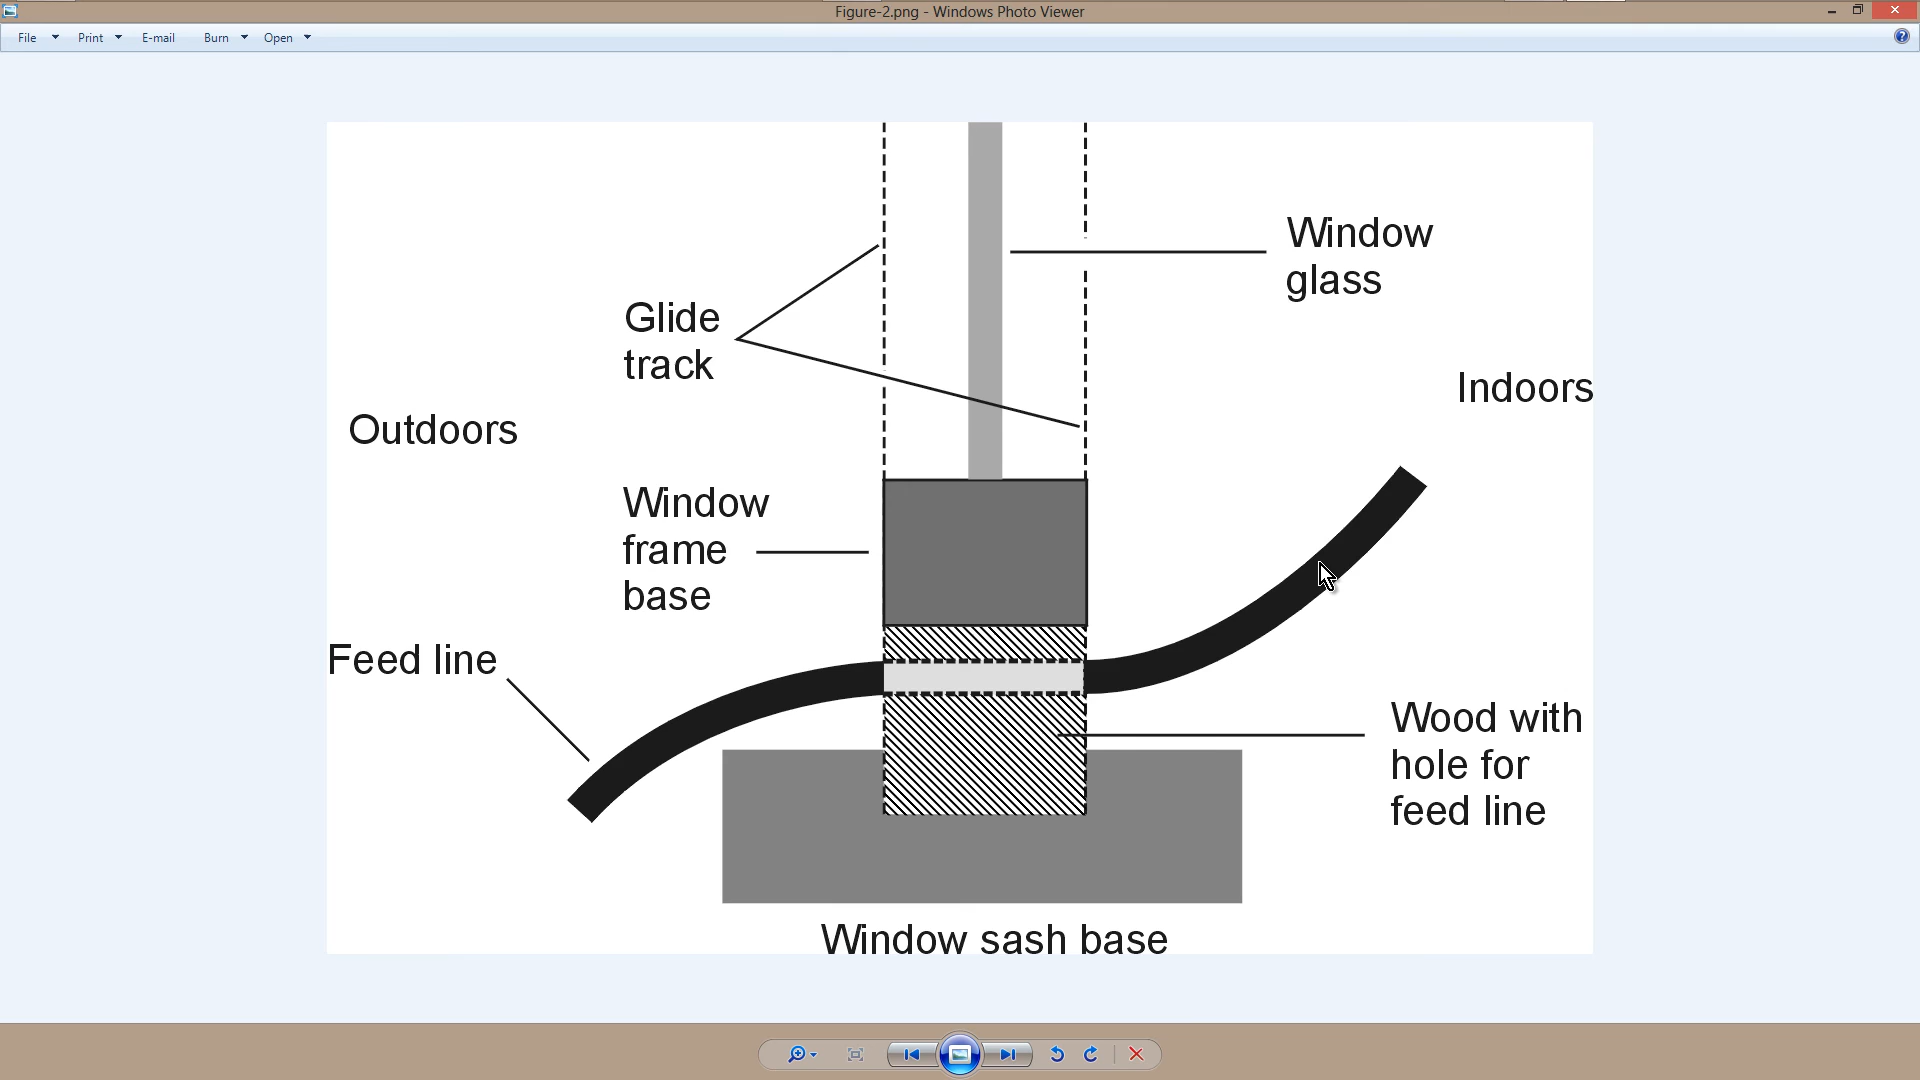 Figure-2.png - Windows Photo Viewer
File Print E-mail Burn Open
Window
glass
Glide
track
Indoors
Outdoors
Window
frame
base
Feed line
Wood with
hole for
feed line
Window sash base